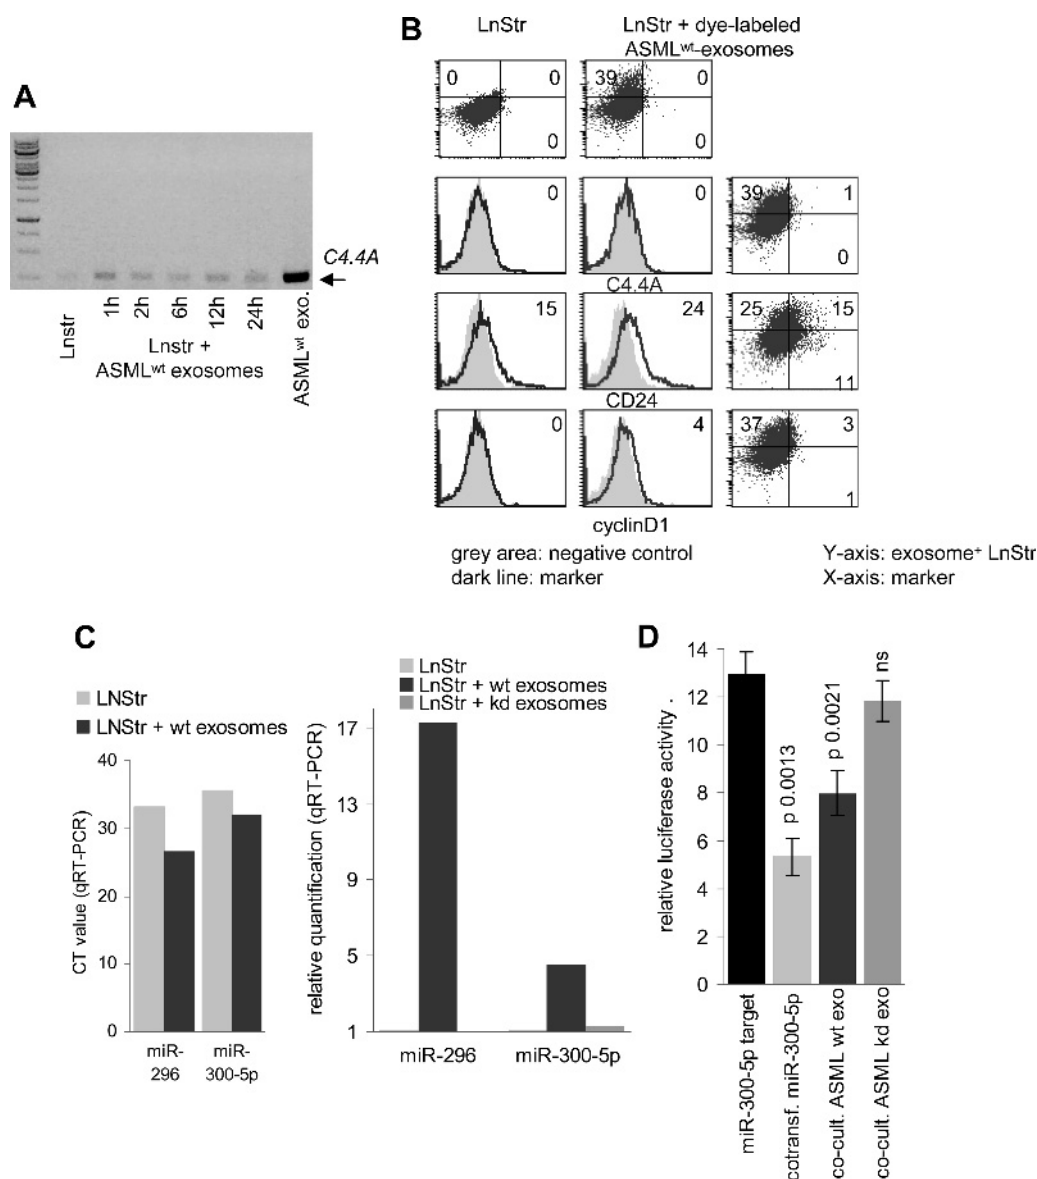 A
C4.4A
Lnstr
1h
2h
6h
12h
24h
ASMLwt exo.
Lnstr +
ASMLwt exosomes
B
LnStr
LnStr + dye-labeled
ASMLwt-exosomes
0 0
0
39 0
0
0
0
39 1
0
C4.4A
15
24
25 15
11
CD24
0
4
37 3
1
cyclinD1
grey area: negative control
dark line: marker
Y-axis: exosome+ LnStr
X-axis: marker
C
LNStr
LNStr + wt exosomes
40
30
20
10
0
CT value (qRT-PCR)
miR-
296
miR-
300-5p
LnStr
LnStr + wt exosomes
LnStr + kd exosomes
17
13
9
5
1
relative quantification (qRT-PCR)
miR-296
miR-300-5p
D
14
12
10
8
6
4
2
0
relative luciferase activity .
p 0.0013
p 0.0021
ns
miR-300-5p target
cotransf. miR-300-5p
co-cult. ASML wt exo
co-cult. ASML kd exo